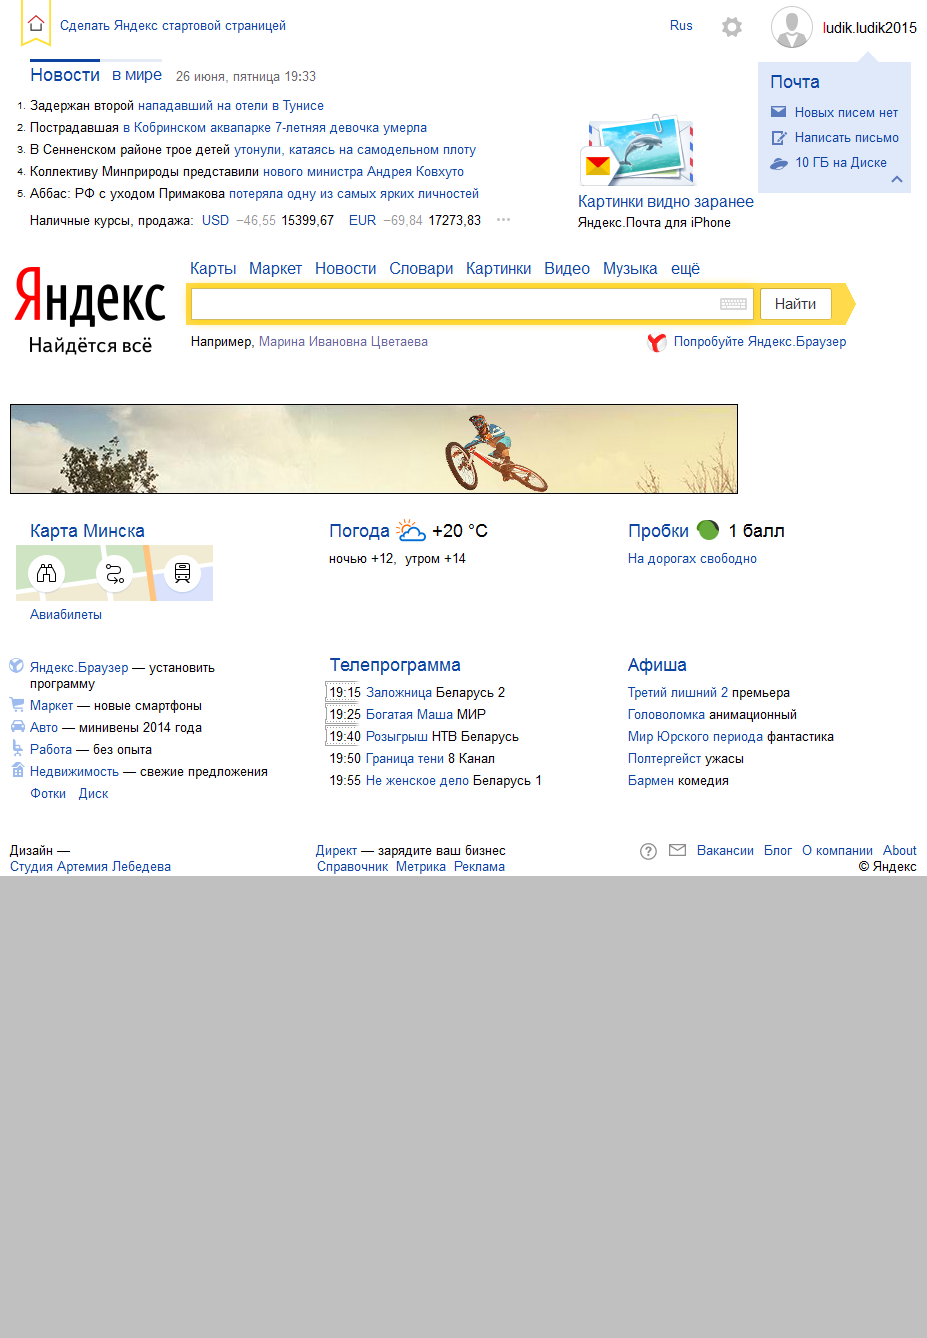 Сделать Яндекс стартовой страницей
Rus
ludik.ludik2015
Новости в мире 26 июня, пятница 19:33
1. Задержан второй нападавший на отели в Тунисе
2. Пострадавшая в Кобринском аквапарке 7-летняя девочка умерла
3. В Сенненском районе трое детей утонули, катаясь на самодельном плоту
4. Коллективу Минприроды представили нового министра Андрея Ковхуто
5. Аббас: РФ с уходом Примакова потеряла одну из самых ярких личностей
Наличные курсы, продажа: USD −46,55 15399,67 EUR −69,84 17273,83
Картинки видно заранее
Яндекс.Почта для iPhone
Почта
Новых писем нет
Написать письмо
10 ГБ на Диске
Карты Маркет Новости Словари Картинки Видео Музыка ещё
Яндекс
Найдётся всё
Найти
Например, Марина Ивановна Цветаева
Попробуйте Яндекс.Браузер
Карта Минска
Авиабилеты
Погода +20 °C
ночью +12, утром +14
Пробки 1 балл
На дорогах свободно
Яндекс.Браузер — установить
программу
Маркет — новые смартфоны
Авто — минивены 2014 года
Работа — без опыта
Недвижимость — свежие предложения
Фотки Диск
Телепрограмма
19:15 Заложница Беларусь 2
19:25 Богатая Маша МИР
19:40 Розыгрыш НТВ Беларусь
19:50 Граница тени 8 Канал
19:55 Не женское дело Беларусь 1
Афиша
Третий лишний 2 премьера
Головоломка анимационный
Мир Юрского периода фантастика
Полтергейст ужасы
Бармен комедия
Дизайн —
Студия Артемия Лебедева
Директ — зарядите ваш бизнес
Справочник Метрика Реклама
Вакансии Блог О компании About
© Яндекс